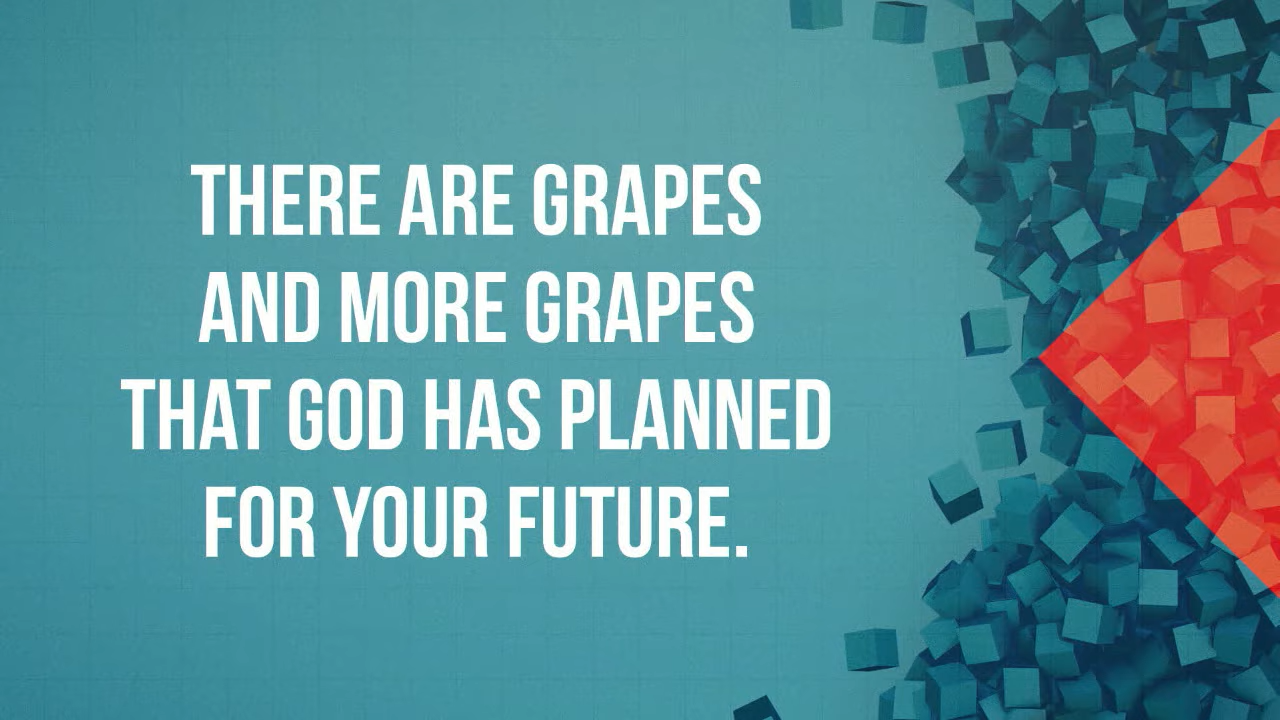 THERE ARE GRAPES
AND MORE GRAPES
THAT GOD HAS PLANNED
FOR YOUR FUTURE.